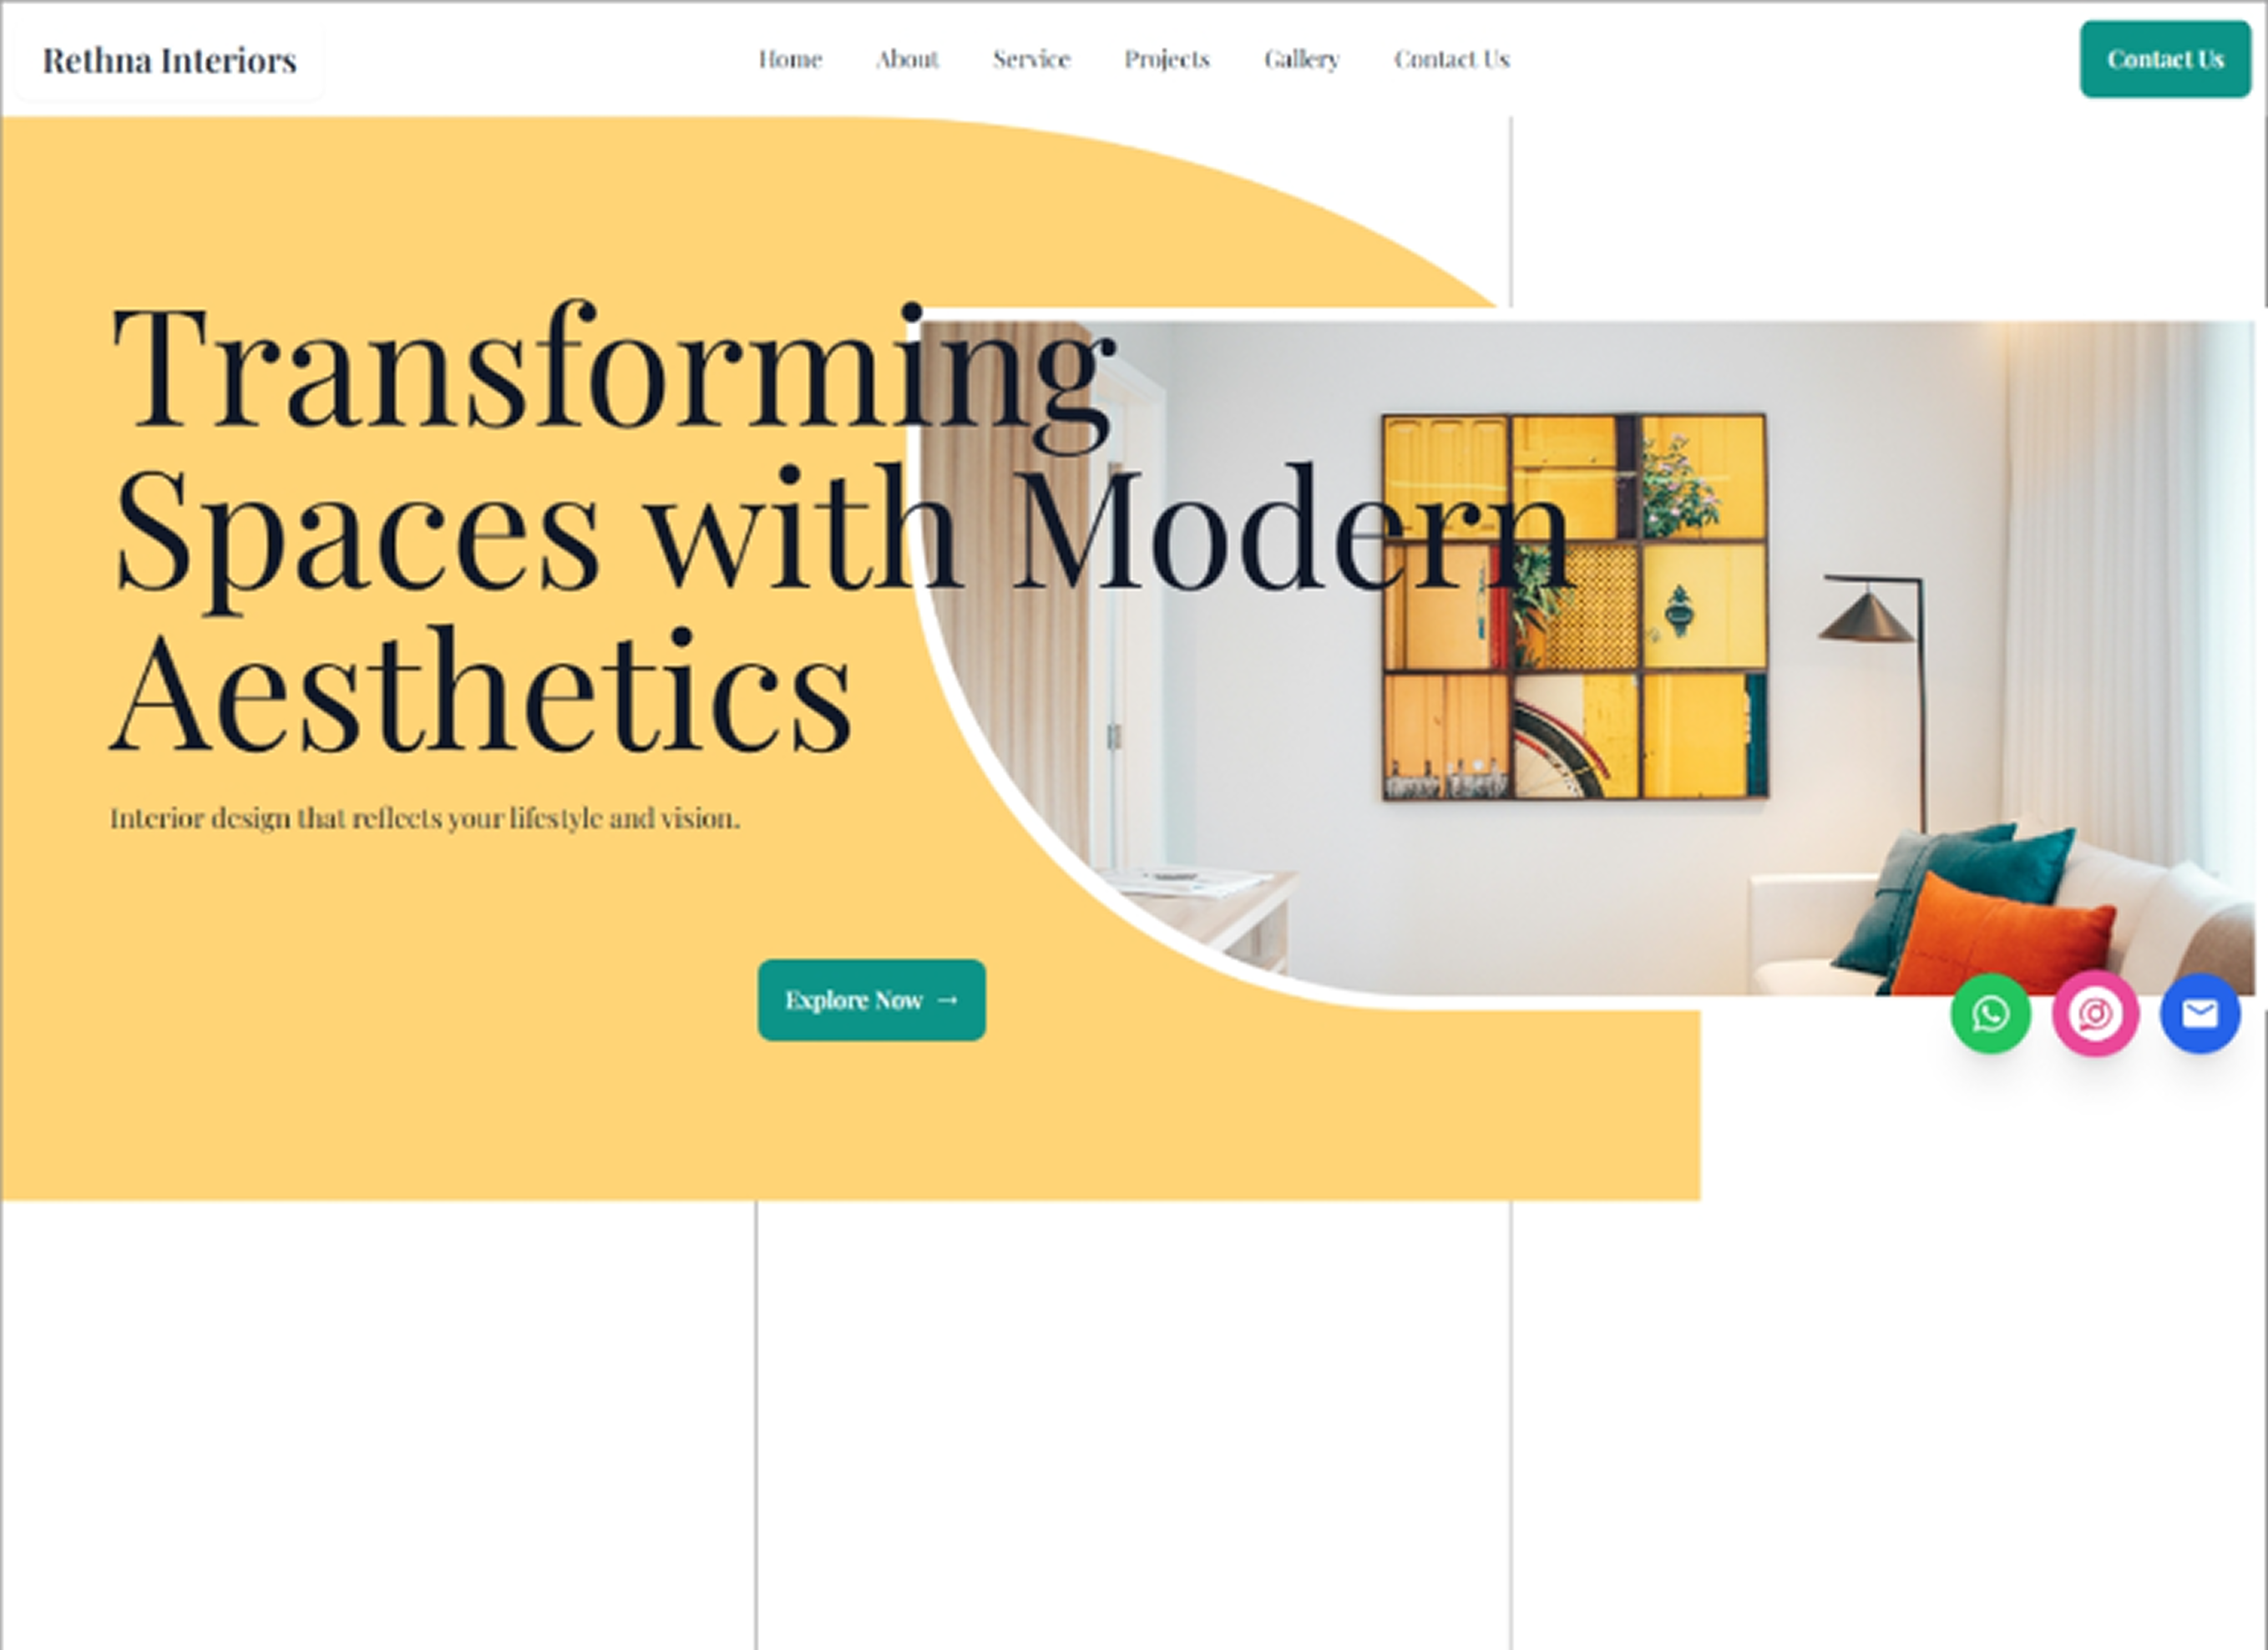 Rethna Interiors
Home About Service Projects Gallery Contact Us
Contact Us
Transforming
Spaces with Modern
Aesthetics
Interior design that reflects your lifestyle and vision.
Explore Now →